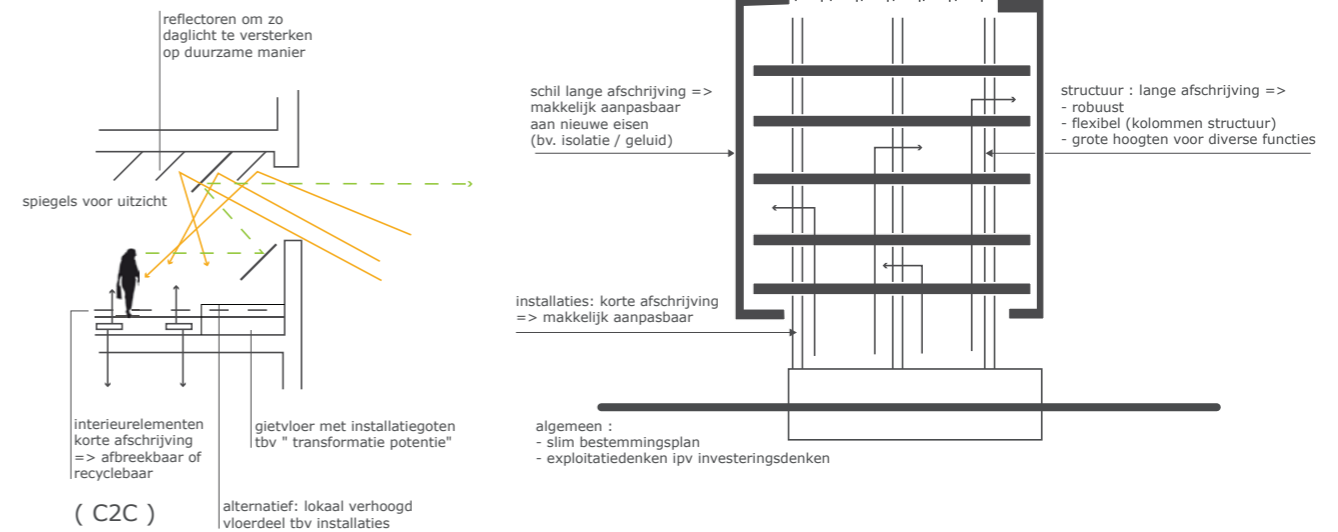 reflectoren om zo
daglicht te versterken
op duurzame manier
spiegels voor uitzicht
interieurelementen
korte afschrijving
=> afbreekbaar of
recyclebaar
( C2C )
gietvloer met installatiegoten
tbv " transformatie potentie"
alternatief: lokaal verhoogd
vloerdeel tbv installaties
schil lange afschrijving =>
makkelijk aanpasbaar
aan nieuwe eisen
(bv. isolatie / geluid)
structuur : lange afschrijving =>
- robuust
- flexibel (kolommen structuur)
- grote hoogten voor diverse functies
installaties: korte afschrijving
=> makkelijk aanpasbaar
algemeen :
- slim bestemmingsplan
- exploitatiedenken ipv investeringsdenken